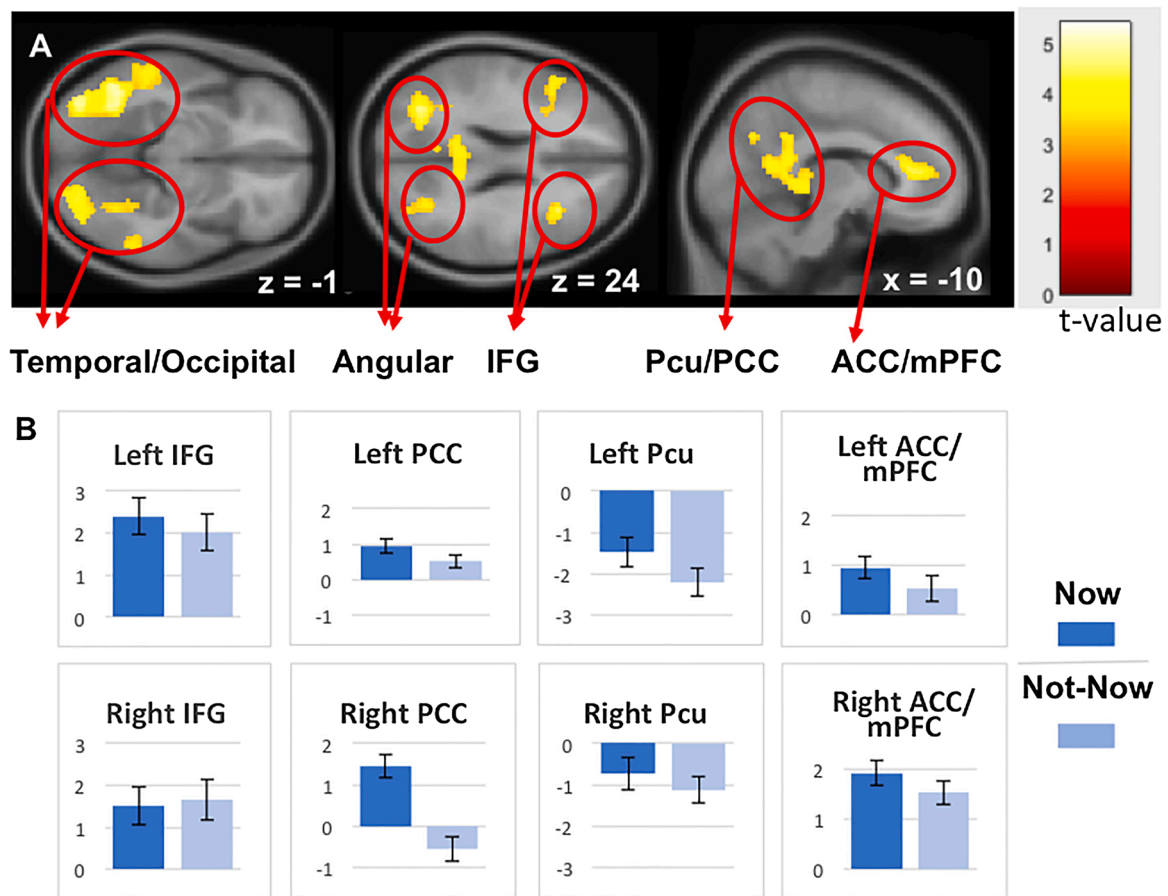 A
z = -1
z = 24
x = -10
5
4
3
2
1
0
t-value
Temporal/Occipital
Angular
IFG
Pcu/PCC
ACC/mPFC
B
Left IFG
3
2
1
0
Left PCC
2
1
0
-1
Left Pcu
0
-1
-2
-3
Left ACC/
mPFC
2
1
0
Now
Not-Now
Right IFG
3
2
1
0
Right PCC
2
1
0
-1
Right Pcu
0
-1
-2
-3
Right ACC/
mPFC
2
1
0